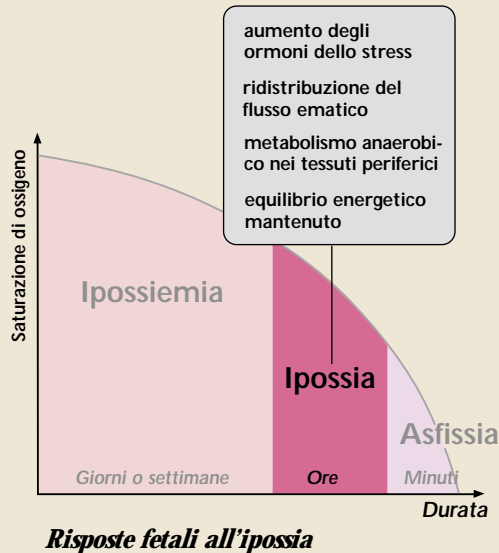 aumento degli
ormoni dello stress
ridistribuzione del
flusso ematico
metabolismo anaerobi-
co nei tessuti periferici
equilibrio energetico
mantenuto
Saturazione di ossigeno
Ipossiemia
Ipossia
Asfissia
Giorni o settimane
Ore
Minuti
Durata
Risposte fetali all'ipossia